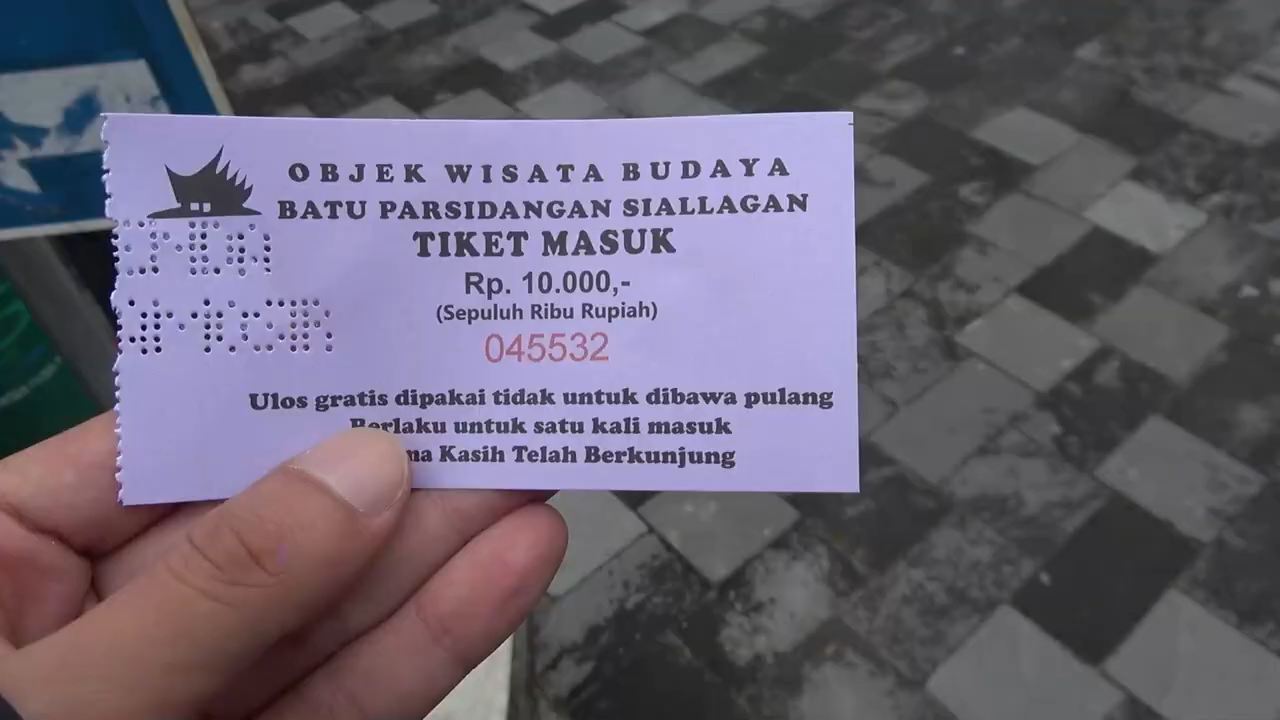 OBJEK WISATA BUDAYA
BATU PARSIDANGAN SIALLAGAN
TIKET MASUK
Rp. 10.000,-
(Sepuluh Ribu Rupiah)
045532
Ulos gratis dipakai tidak untuk dibawa pulang
Berlaku untuk satu kali masuk
Kasih Telah Berkunjung